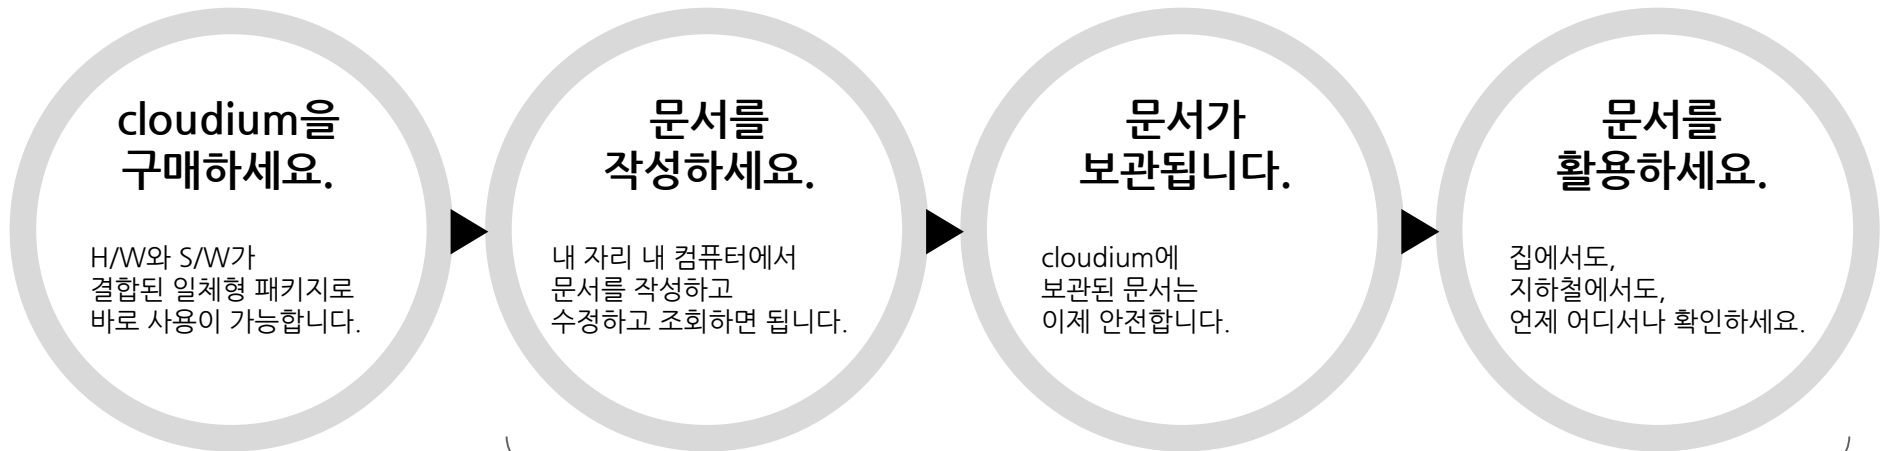 cloudium을
구매하세요.
H/W와 S/W가
결합된 일체형 패키지로
바로 사용이 가능합니다.
문서를
작성하세요.
내 자리 내 컴퓨터에서
문서를 작성하고
수정하고 조회하면 됩니다.
문서가
보관됩니다.
cloudium에
보관된 문서는
이제 안전합니다.
문서를
활용하세요.
집에서도,
지하철에서도,
언제 어디서나 확인하세요.